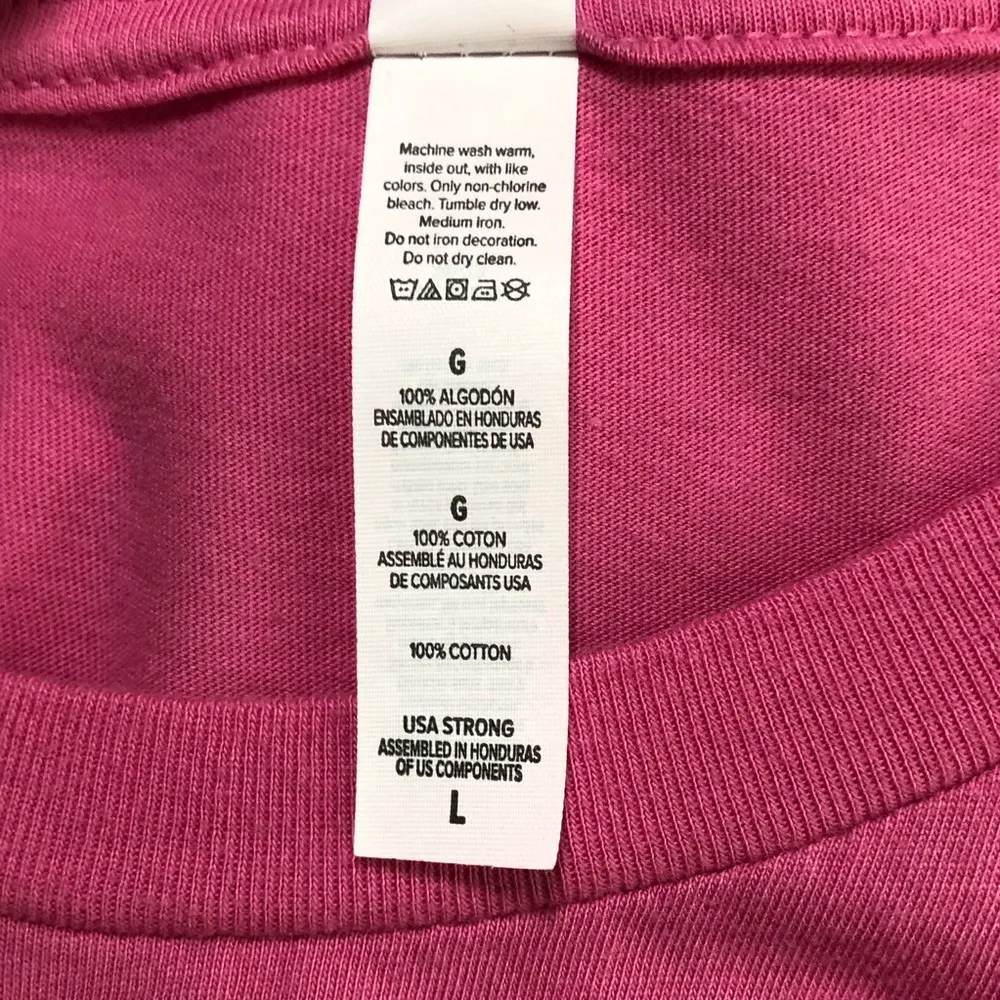 Machine wash warm,
inside out, with like
colors. Only non-chlorine
bleach. Tumble dry low.
Medium iron.
Do not iron decoration.
Do not dry clean.
G
100% ALGODÓN
ENSAMBLADO EN HONDURAS
DE COMPONENTES DE USA
G
100% COTON
ASSEMBLÉ AU HONDURAS
DE COMPOSANTS USA
100% COTTON
USA STRONG
ASSEMBLED IN HONDURAS
OF US COMPONENTS
L